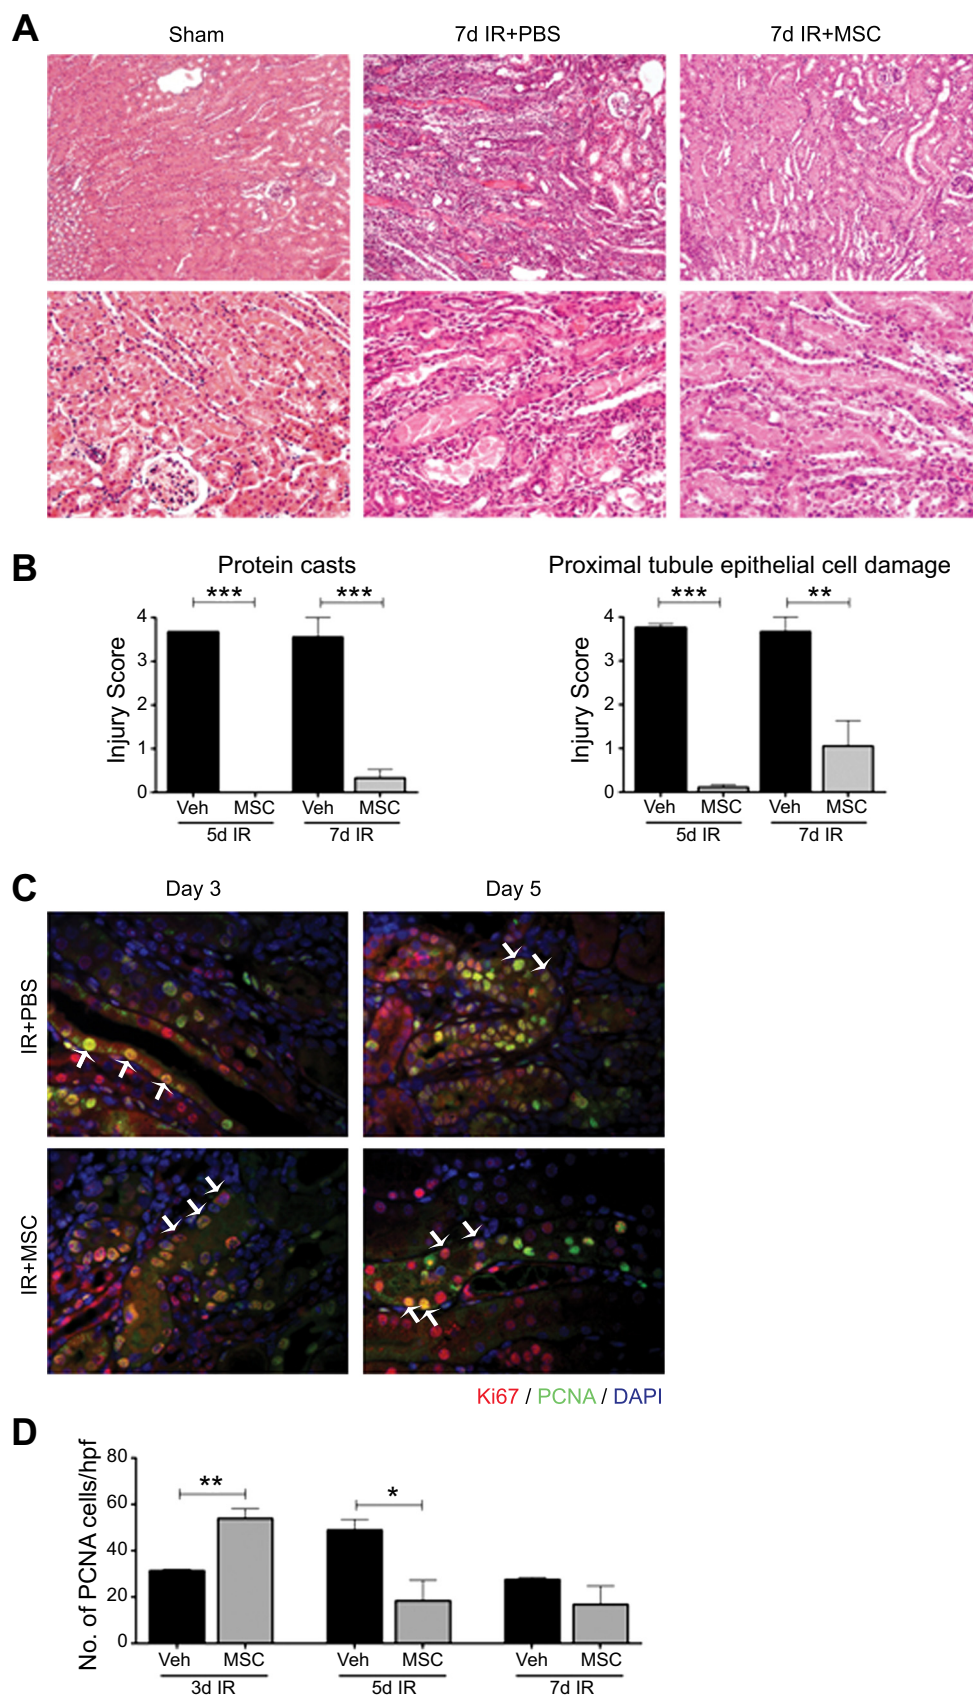 A
Sham
7d IR+PBS
7d IR+MSC
B
Protein casts
Proximal tubule epithelial cell damage
***
***
***
**
Injury Score
4
3
2
1
0
Veh
MSC
Veh
MSC
5d IR
7d IR
Injury Score
4
3
2
1
0
Veh
MSC
Veh
MSC
5d IR
7d IR
C
Day 3
Day 5
IR+PBS
IR+MSC
Ki67 / PCNA / DAPI
D
No. of PCNA cells/hpf
80
60
40
20
0
**
*
Veh
MSC
Veh
MSC
Veh
MSC
3d IR
5d IR
7d IR